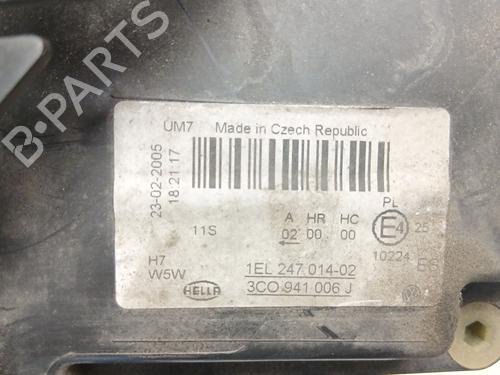 B-PARTS
UM7 Made in Czech Republic
23-02-2005
18:21:17
PL
11S
A HR HC
02 00 00
E4 25
10224
H7
W5W
HELLA
1EL 247 014-02
3CO 941 006 J